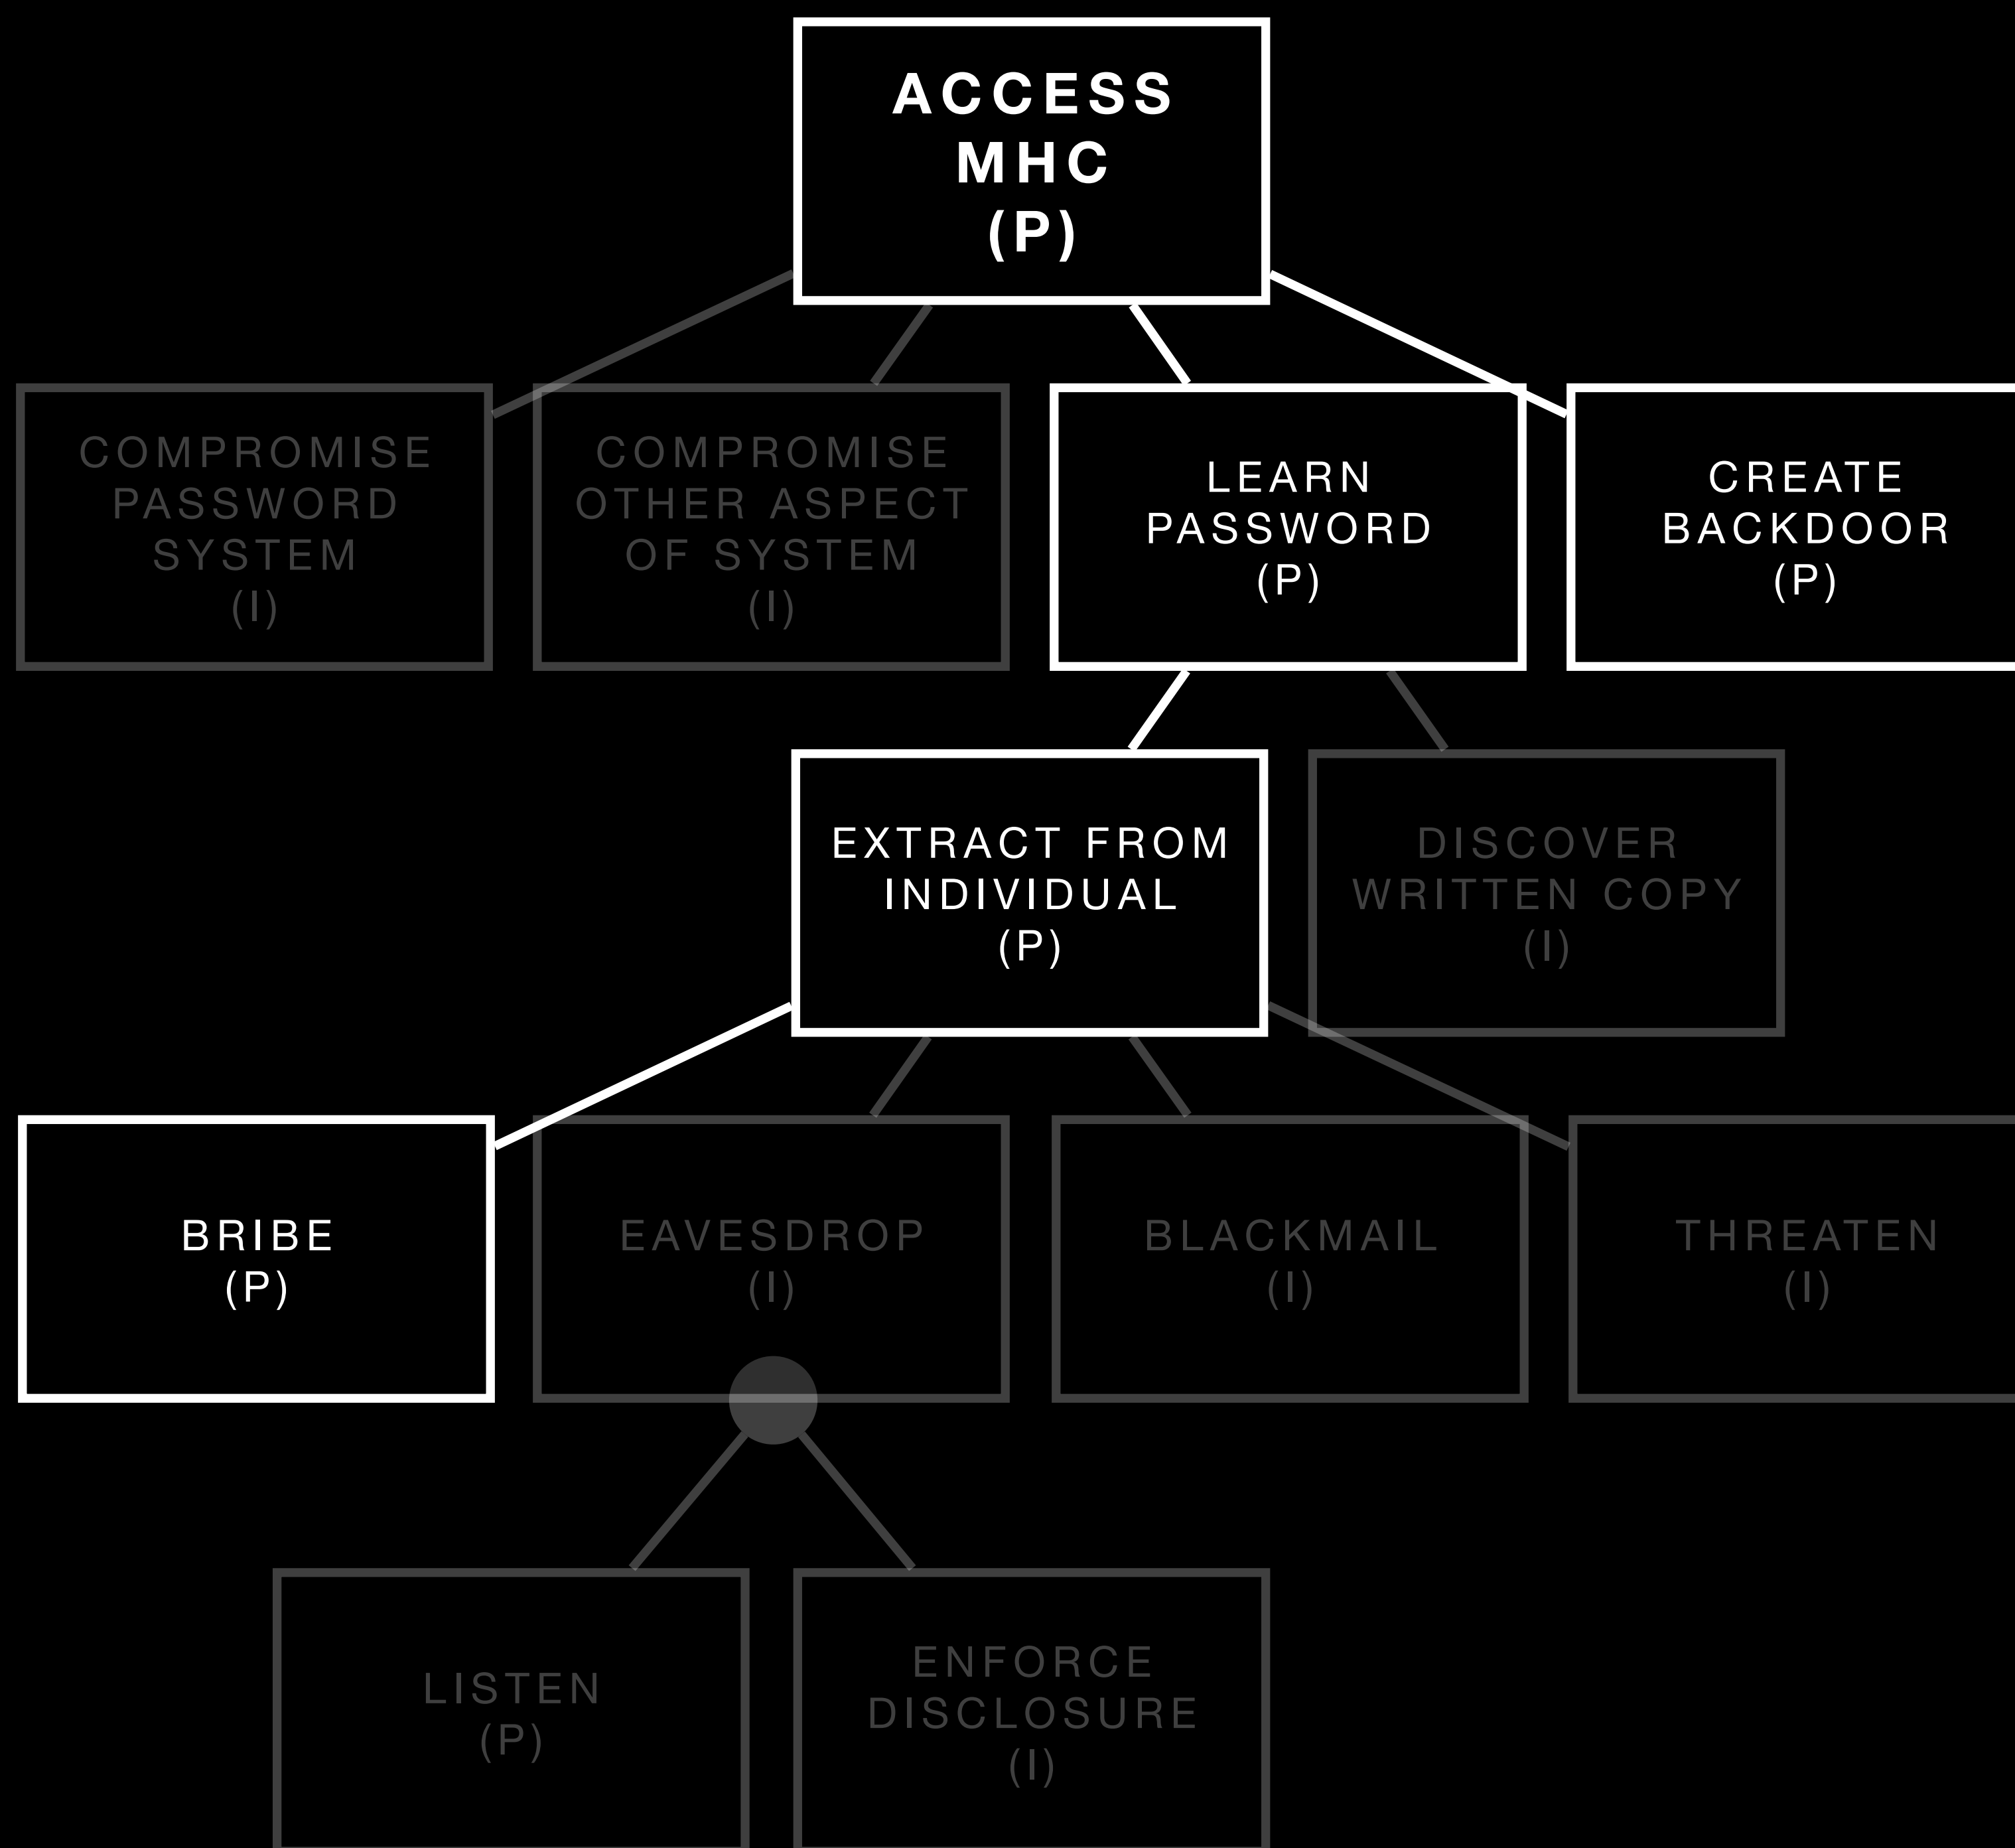 ACCESS
MHC
(P)
COMPROMISE
PASSWORD
SYSTEM
(I)
COMPROMISE
OTHER ASPECT
OF SYSTEM
(I)
LEARN
PASSWORD
(P)
CREATE
BACKDOOR
(P)
EXTRACT FROM
INDIVIDUAL
(P)
DISCOVER
WRITTEN COPY
(I)
BRIBE
(P)
EAVESDROP
(I)
BLACKMAIL
(I)
THREATEN
(I)
LISTEN
(P)
ENFORCE
DISCLOSURE
(I)